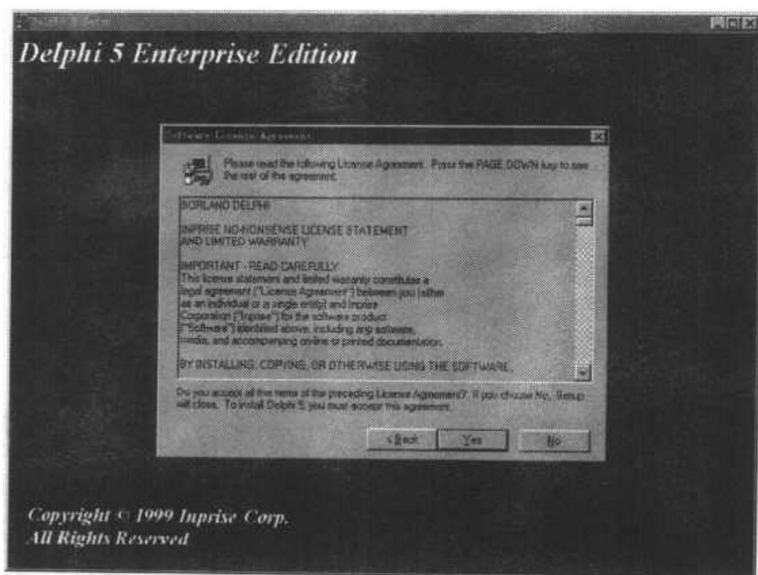 Delphi 5 Setup
Delphi 5 Enterprise Edition
Software License Agreement
Please read the following License Agreement. Press the PAGE DOWN key to see
the rest of the agreement.
BORLAND DELPHI
INPRISE NO-NONSENSE LICENSE STATEMENT
AND LIMITED WARRANTY
IMPORTANT - READ CAREFULLY
This license statement and limited warranty constitutes a
legal agreement ("License Agreement") between you (either
as an individual or a single entity) and Inprise
Corporation ("Inprise") for the software product
("Software") identified above, including any software,
media, and accompanying online or printed documentation.
BY INSTALLING, COPYING, OR OTHERWISE USING THE SOFTWARE,
Do you accept all the terms of the preceding License Agreement? If you choose No, Setup
will close. To install Delphi 5, you must accept this agreement.
< Back
Yes
No
Copyright © 1999 Inprise Corp.
All Rights Reserved